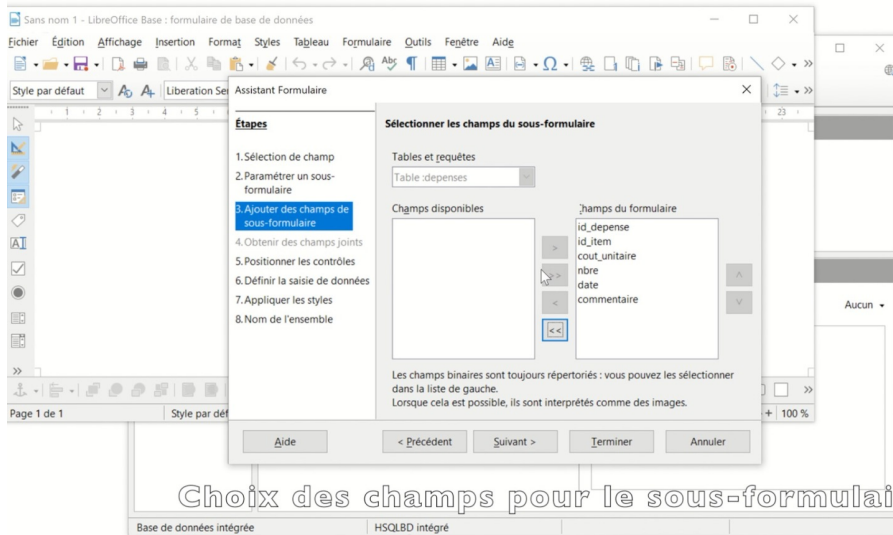 Sans nom 1 - LibreOffice Base : formulaire de base de données
Fichier Édition Affichage Insertion Format Styles Tableau Formulaire Outils Fenêtre Aide
Style par défaut Liberation Se
Assistant Formulaire
Étapes
1. Sélection de champ
2. Paramétrer un sous-
formulaire
3. Ajouter des champs de
sous-formulaire
4. Obtenir des champs joints
5. Positionner les contrôles
6. Définir la saisie de données
7. Appliquer les styles
8. Nom de l'ensemble
Sélectionner les champs du sous-formulaire
Tables et requêtes
Table :depenses
Champs disponibles
hamps du formulaire
id_depense
id_item
cout_unitaire
nbre
date
commentaire
>
>>
<
<<
Les champs binaires sont toujours répertoriés : vous pouvez les sélectionner
dans la liste de gauche.
Lorsque cela est possible, ils sont interprétés comme des images.
Aide < Précédent Suivant > Terminer Annuler
Aucun
Page 1 de 1 Style par déf
+ 100 %
Choix des champs pour le sous-formulai
Base de données intégrée HSQLBD intégré